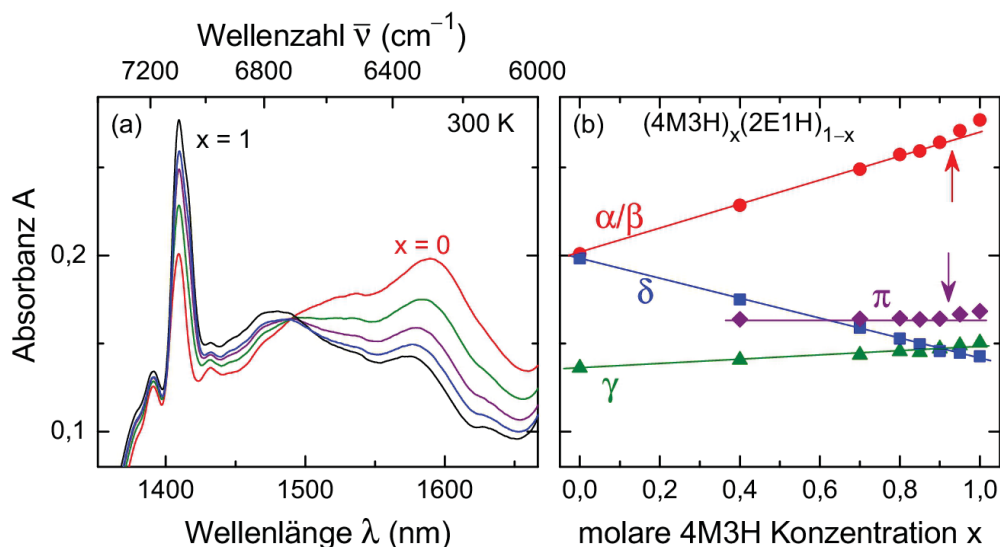 Wellenzahl ν̅ (cm⁻¹)
7200 6800 6400 6000
(a) 300 K
x = 1
x = 0
0,2
0,1
Absorbanz A
1400 1500 1600
Wellenlänge λ (nm)
(b) (4M3H)ₓ(2E1H)₁₋ₓ
α/β
δ
π
γ
0,0 0,2 0,4 0,6 0,8 1,0
molare 4M3H Konzentration x